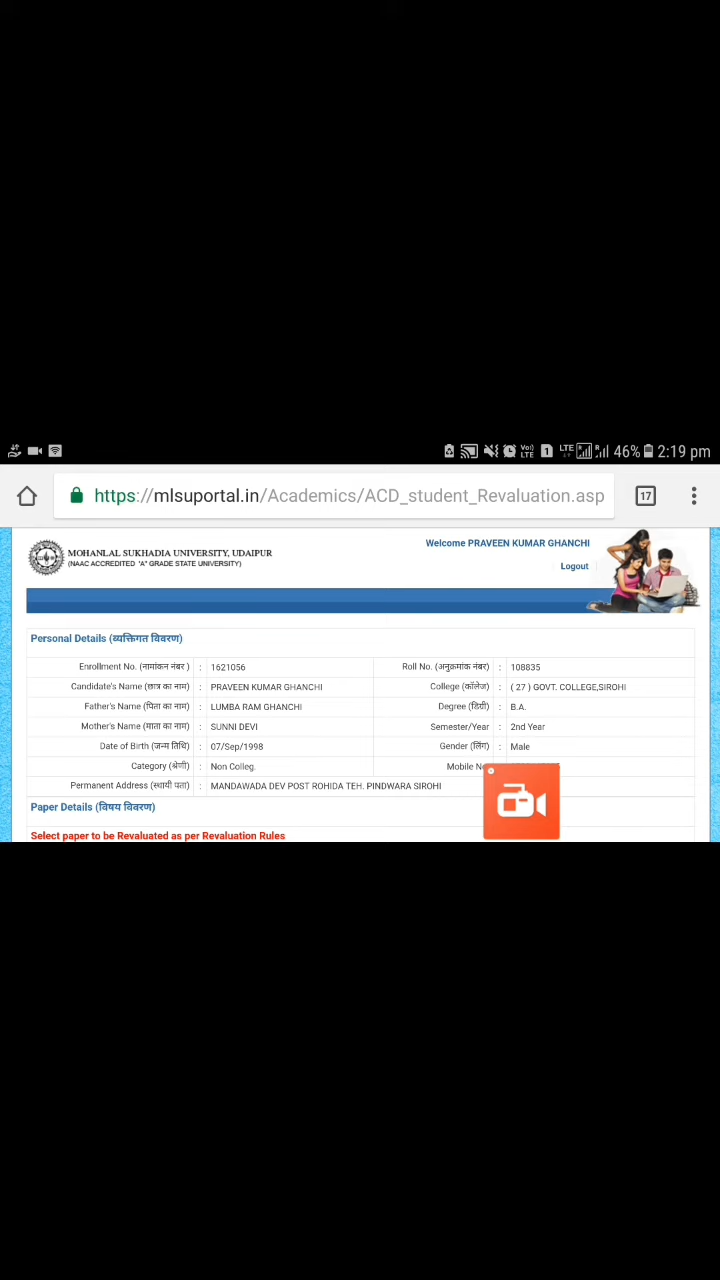 46% 2:19 pm
https://mlsuportal.in/Academics/ACD_student_Revaluation.asp 17
MOHANLAL SUKHADIA UNIVERSITY, UDAIPUR
(NAAC ACCREDITED "A" GRADE STATE UNIVERSITY)
Welcome PRAVEEN KUMAR GHANCHI
Logout
Personal Details (व्यक्तिगत विवरण)
Enrollment No. (नामांकन नंबर ) : 1621056 Roll No. (अनुक्रमांक नंबर) : 108835
Candidate's Name (छात्र का नाम) : PRAVEEN KUMAR GHANCHI College (कॉलेज) : ( 27 ) GOVT. COLLEGE,SIROHI
Father's Name (पिता का नाम) : LUMBA RAM GHANCHI Degree (डिग्री) : B.A.
Mother's Name (माता का नाम) : SUNNI DEVI Semester/Year : 2nd Year
Date of Birth (जन्म तिथि) : 07/Sep/1998 Gender (लिंग) : Male
Category (श्रेणी) : Non Colleg. Mobile
Permanent Address (स्थायी पता) : MANDAWADA DEV POST ROHIDA TEH. PINDWARA SIROHI
Paper Details (विषय विवरण)
Select paper to be Revaluated as per Revaluation Rules